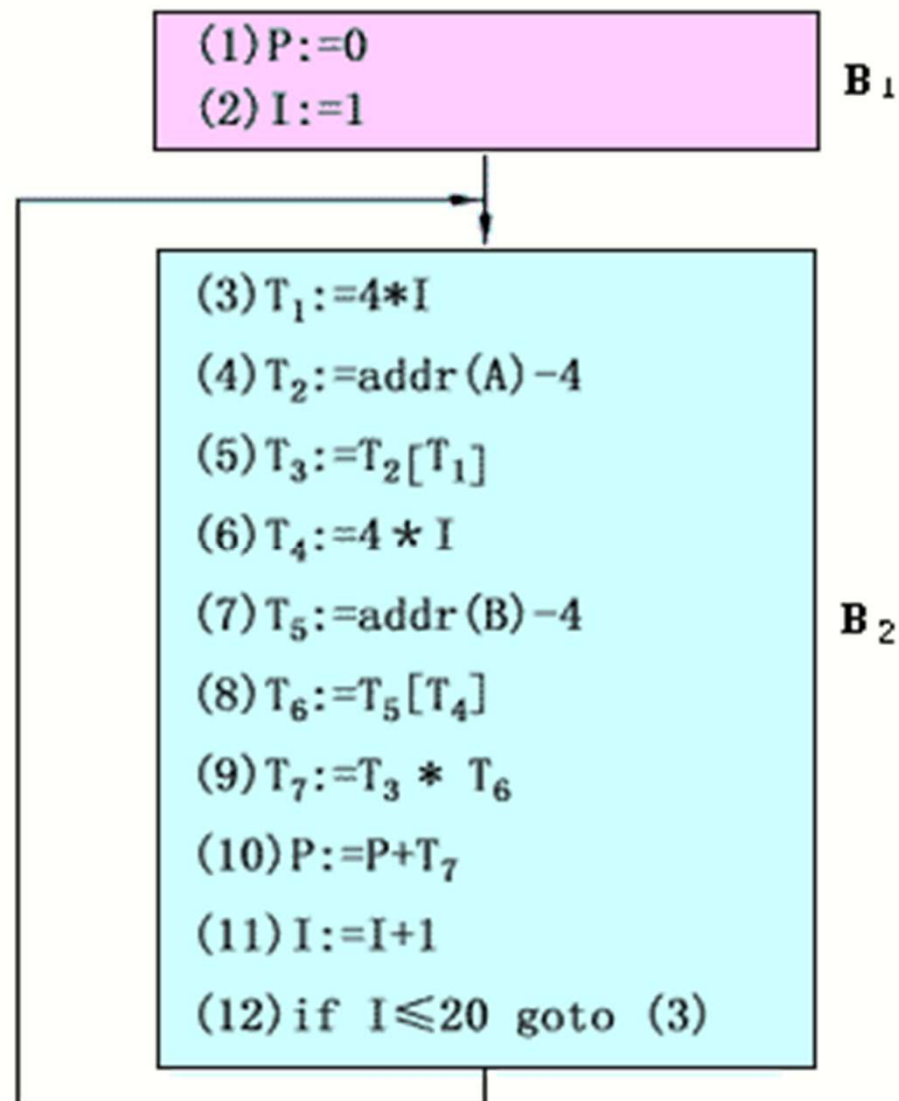 (1)P:=0
(2)I:=1
B₁
(3)T₁:=4*I
(4)T₂:=addr(A)-4
(5)T₃:=T₂[T₁]
(6)T₄:=4*I
(7)T₅:=addr(B)-4
(8)T₆:=T₅[T₄]
(9)T₇:=T₃ * T₆
(10)P:=P+T₇
(11)I:=I+1
(12)if I≤20 goto (3)
B₂